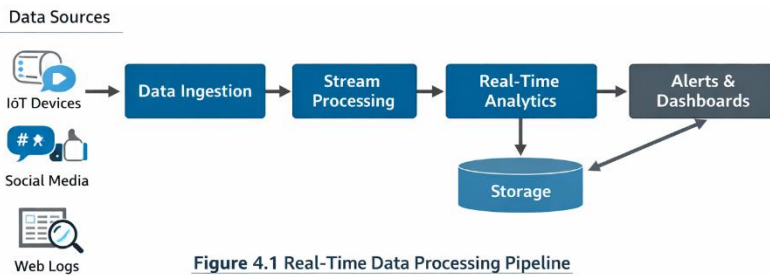 Data Sources
IoT Devices
Social Media
Web Logs
Data Ingestion
Stream
Processing
Real-Time
Analytics
Alerts &
Dashboards
Storage
#
Figure 4.1 Real-Time Data Processing Pipeline